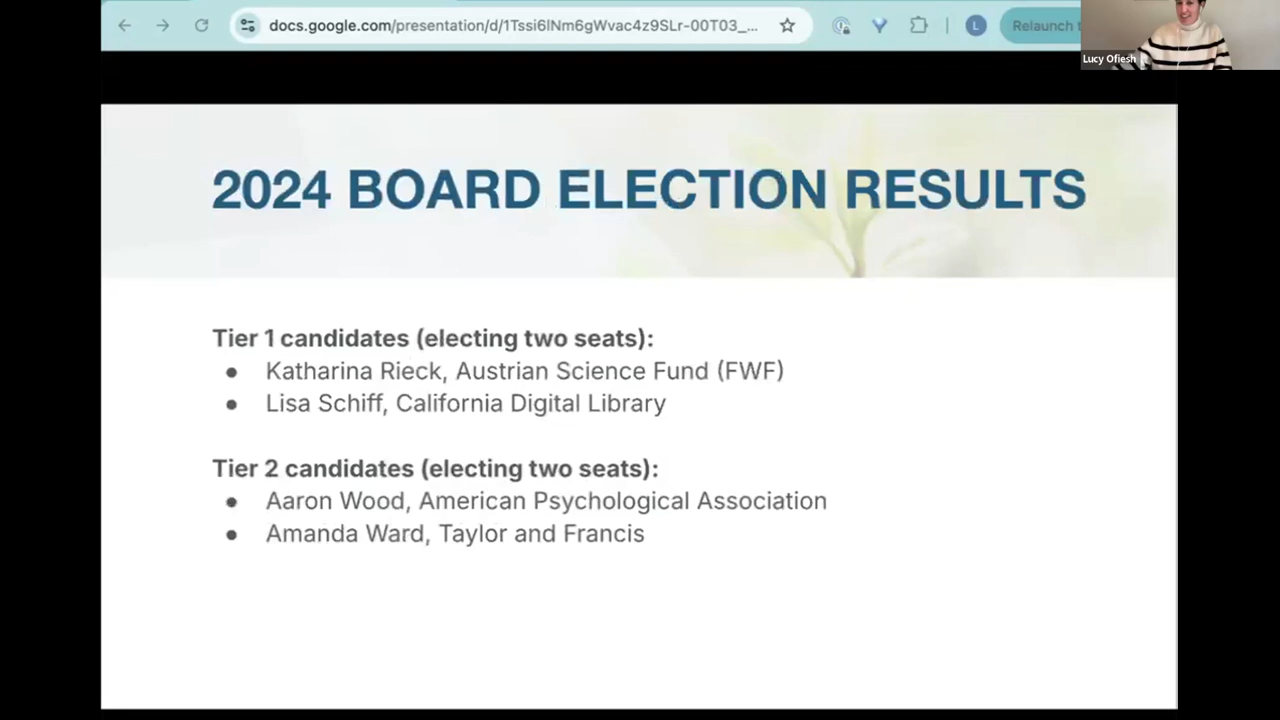 docs.google.com/presentation/d/1Tssi6lNm6gWvac4z9SLr-00T03_...
L
Relaunch
Lucy Ofiesh
2024 BOARD ELECTION RESULTS
Tier 1 candidates (electing two seats):
● Katharina Rieck, Austrian Science Fund (FWF)
● Lisa Schiff, California Digital Library
Tier 2 candidates (electing two seats):
● Aaron Wood, American Psychological Association
● Amanda Ward, Taylor and Francis